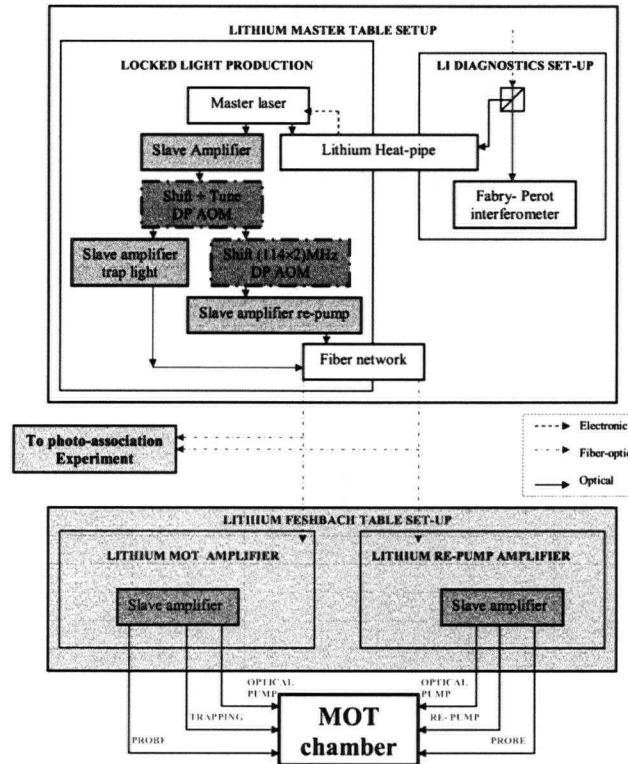 LITHIUM MASTER TABLE SETUP
LOCKED LIGHT PRODUCTION
LI DIAGNOSTICS SET-UP
Master laser
Slave Amplifier
Lithium Heat-pipe
Shift + Tune
DP AOM
Fabry- Perot
interferometer
Slave amplifier
trap light
Shift (114×2)MHz
DP AOM
Slave amplifier re-pump
Fiber network
To photo-association
Experiment
Electronic
Fiber-optic
Optical
LITHIUM FESHBACH TABLE SET-UP
LITHIUM MOT AMPLIFIER
LITHIUM RE-PUMP AMPLIFIER
Slave amplifier
Slave amplifier
OPTICAL
PUMP
OPTICAL
PUMP
TRAPPING
RE-PUMP
MOT
chamber
PROBE
PROBE